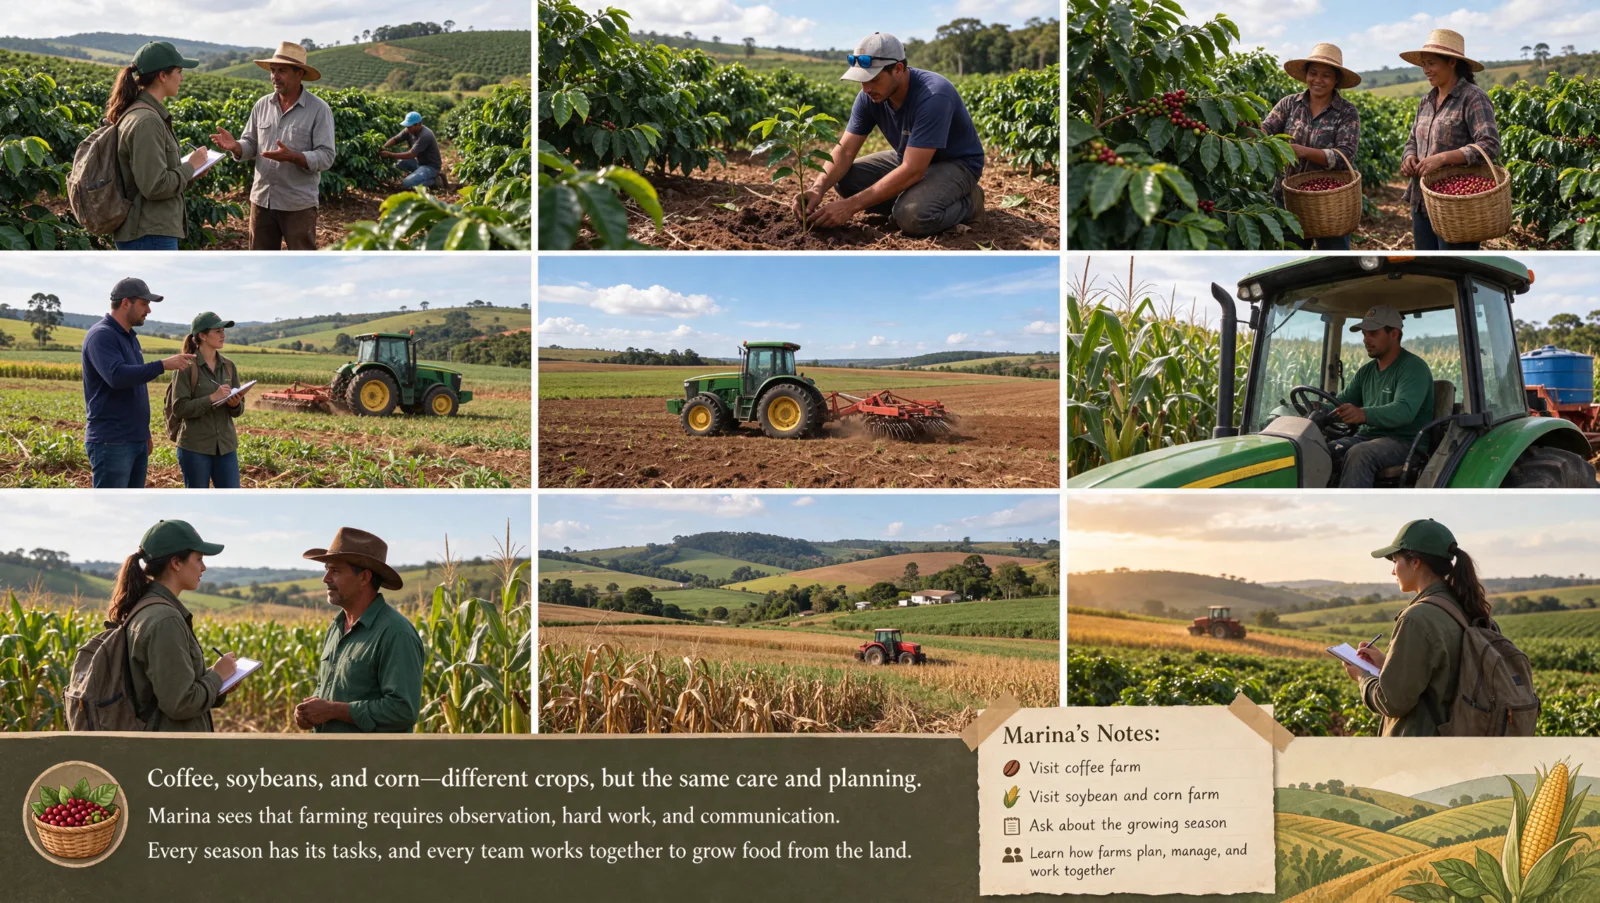 Coffee, soybeans, and corn—different crops, but the same care and planning.
Marina sees that farming requires observation, hard work, and communication.
Every season has its tasks, and every team works together to grow food from the land.
Marina's Notes:
Visit coffee farm
Visit soybean and corn farm
Ask about the growing season
Learn how farms plan, manage, and
work together